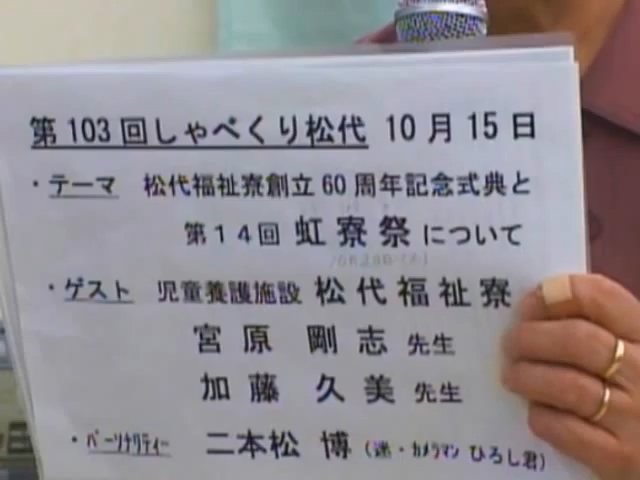 第103回しゃべくり松代 10月15日
・テーマ 松代福祉寮創立60周年記念式典と
第14回 虹寮祭について
・ゲスト 児童養護施設 松代福祉寮
宮原 剛志 先生
加藤 久美 先生
・パーソナリティー 二本松 博 (迷・カメラマン ひろし君)